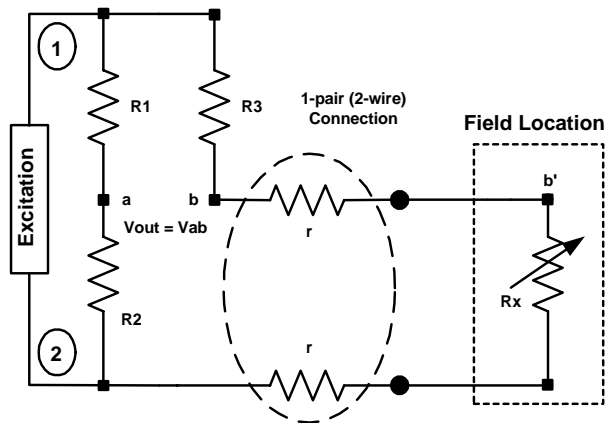 1
R1
R3
1-pair (2-wire)
Connection
Field Location
Excitation
a
b
b'
Vout = Vab
r
Rx
R2
2
r